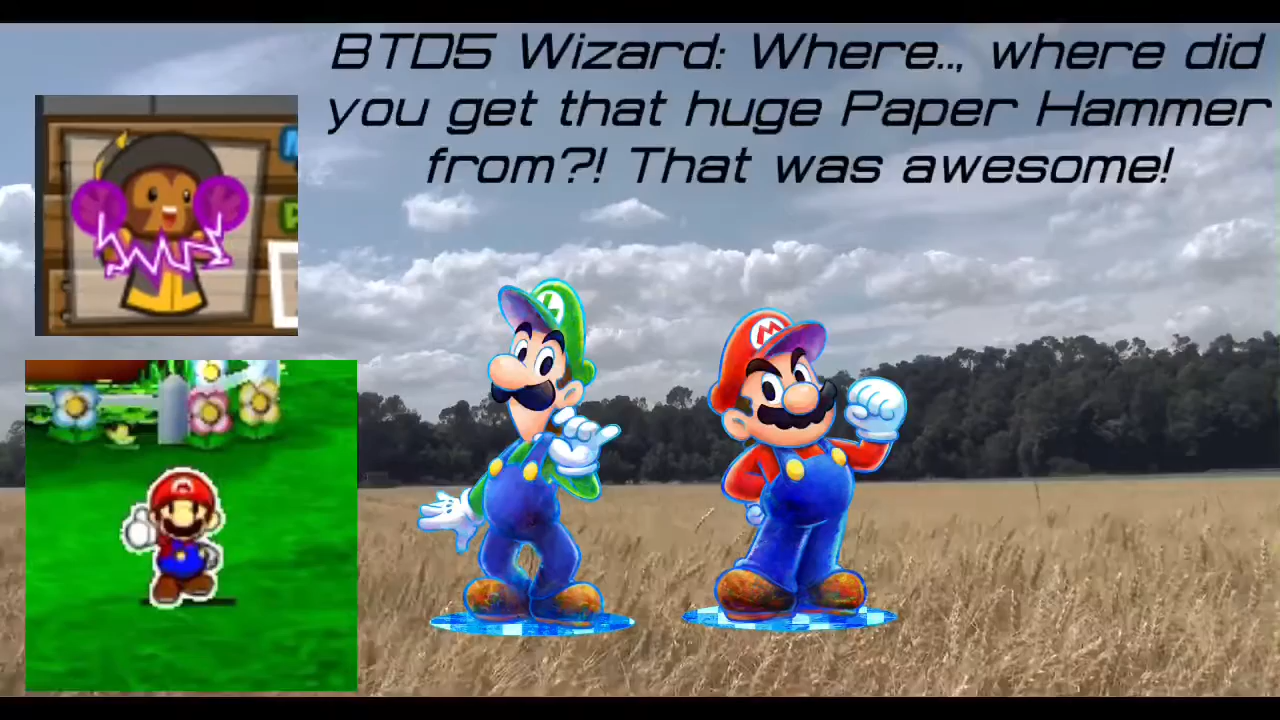 BTD5 Wizard: Where.., where did
you get that huge Paper Hammer
from?! That was awesome!
L
M